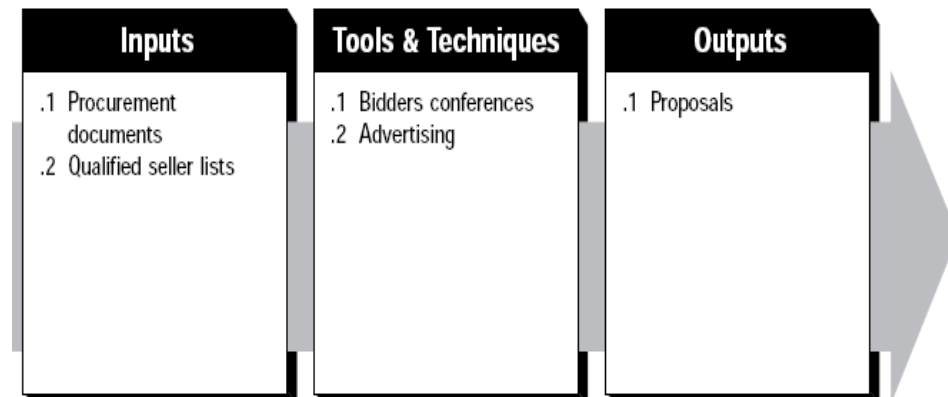 Inputs
.1 Procurement
documents
.2 Qualified seller lists
Tools & Techniques
.1 Bidders conferences
.2 Advertising
Outputs
.1 Proposals